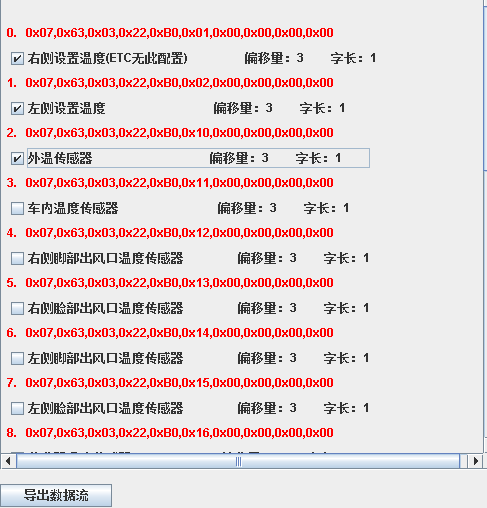 0. 0x07,0x63,0x03,0x22,0xB0,0x01,0x00,0x00,0x00,0x00
右侧设置温度(ETC无此配置) 偏移量：3 字长：1
1. 0x07,0x63,0x03,0x22,0xB0,0x02,0x00,0x00,0x00,0x00
左侧设置温度 偏移量：3 字长：1
2. 0x07,0x63,0x03,0x22,0xB0,0x10,0x00,0x00,0x00,0x00
外温传感器 偏移量：3 字长：1
3. 0x07,0x63,0x03,0x22,0xB0,0x11,0x00,0x00,0x00,0x00
车内温度传感器 偏移量：3 字长：1
4. 0x07,0x63,0x03,0x22,0xB0,0x12,0x00,0x00,0x00,0x00
右侧脚部出风口温度传感器 偏移量：3 字长：1
5. 0x07,0x63,0x03,0x22,0xB0,0x13,0x00,0x00,0x00,0x00
右侧脸部出风口温度传感器 偏移量：3 字长：1
6. 0x07,0x63,0x03,0x22,0xB0,0x14,0x00,0x00,0x00,0x00
左侧脚部出风口温度传感器 偏移量：3 字长：1
7. 0x07,0x63,0x03,0x22,0xB0,0x15,0x00,0x00,0x00,0x00
左侧脸部出风口温度传感器 偏移量：3 字长：1
8. 0x07,0x63,0x03,0x22,0xB0,0x16,0x00,0x00,0x00,0x00
导出数据流